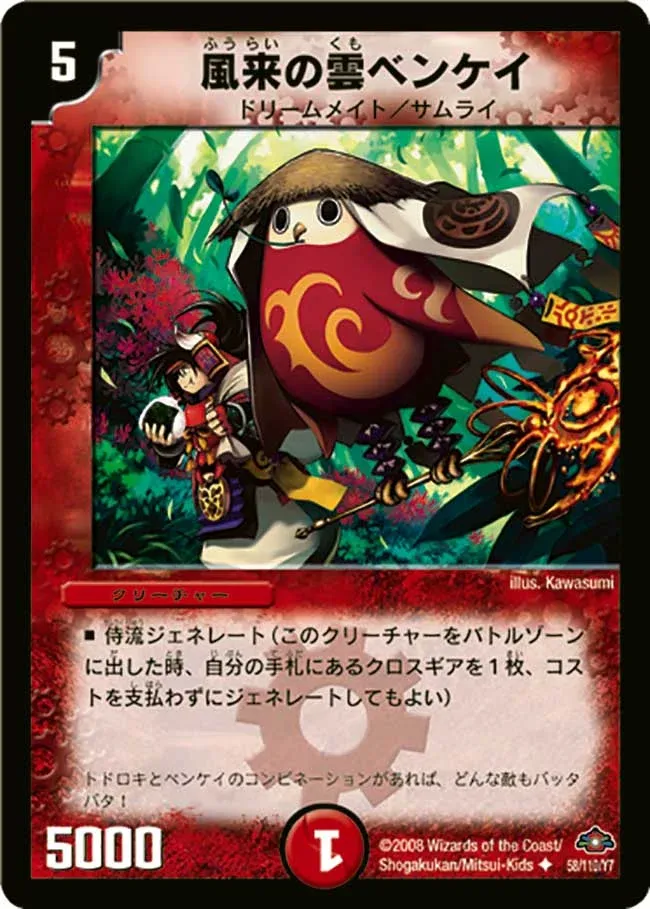 5
ふうらい くも
風来の雲ベンケイ
ドリームメイト／サムライ
illus. Kawasumi
クリーチャー
■ 侍流ジェネレート（このクリーチャーをバトルゾーン
に出した時、自分の手札にあるクロスギアを１枚、コス
トを支払わずにジェネレートしてもよい）
トドロキとベンケイのコンビネーションがあれば、どんな敵もバッタ
バタ！
5000
1
©2008 Wizards of the Coast/
Shogakukan/Mitsui-Kids
58/110/Y7